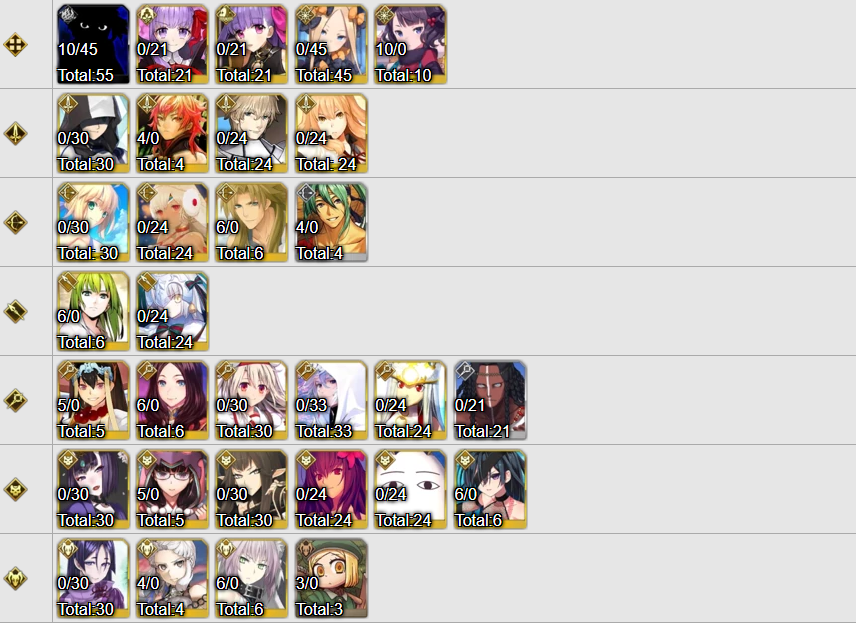 10/45 0/21 0/21 0/45 10/0
Total:55 Total:21 Total:21 Total:45 Total:10
0/30 4/0 0/24 0/24
Total:30 Total:4 Total:24 Total: 24
0/30 0/24 6/0 4/0
Total: 30 Total:24 Total:6 Total:4
6/0 0/24
Total:6 Total:24
5/0 6/0 0/30 0/33 0/24 0/21
Total:5 Total:6 Total:30 Total:33 Total:24 Total:21
0/30 5/0 0/30 0/24 0/24 6/0
Total:30 Total:5 Total:30 Total:24 Total:24 Total:6
0/30 4/0 6/0 3/0
Total:30 Total:4 Total:6 Total:3